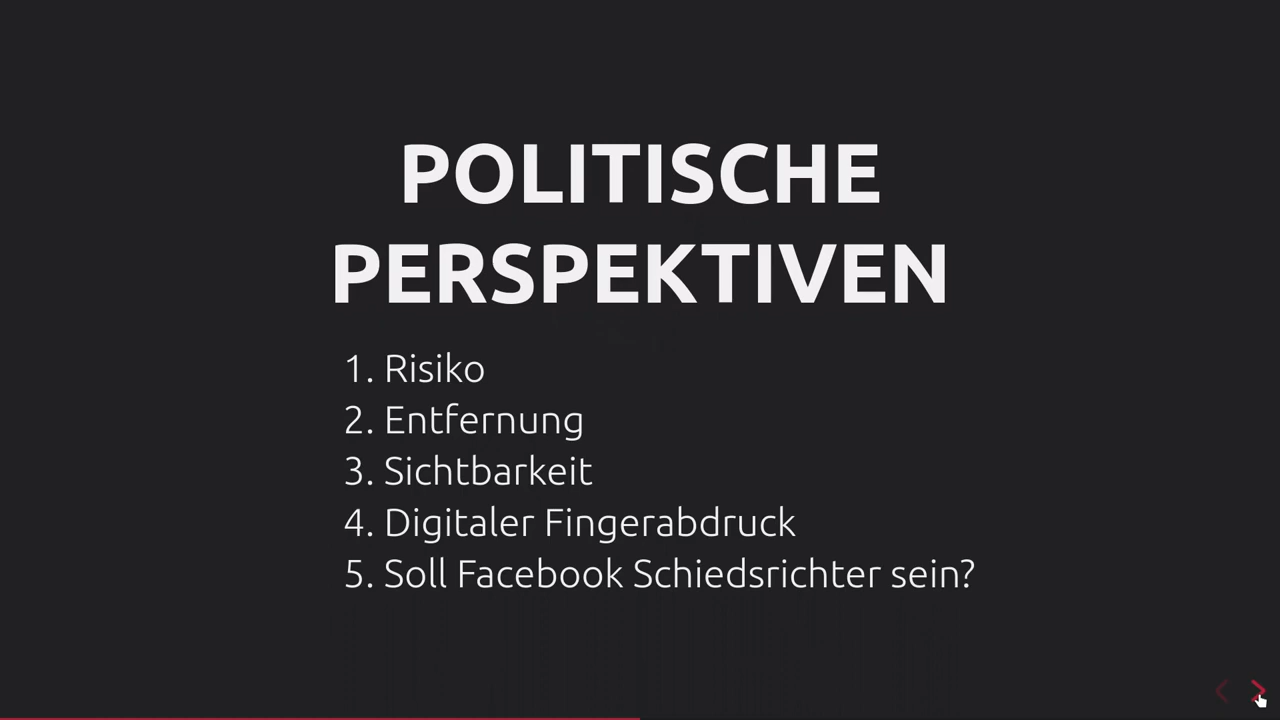 POLITISCHE
PERSPEKTIVEN
1. Risiko
2. Entfernung
3. Sichtbarkeit
4. Digitaler Fingerabdruck
5. Soll Facebook Schiedsrichter sein?